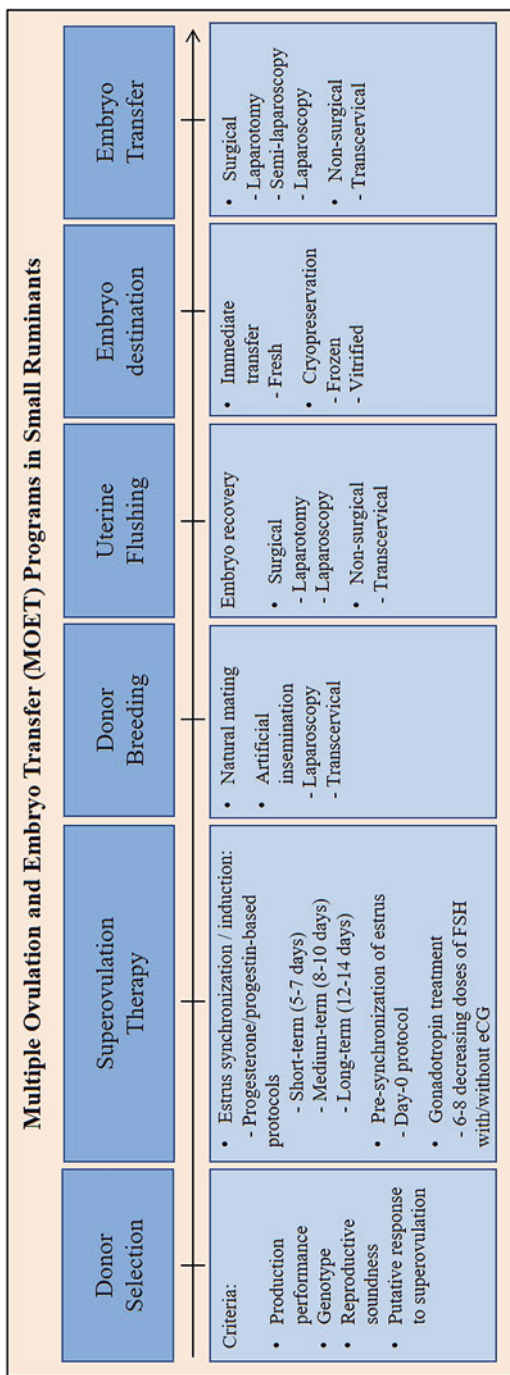 Multiple Ovulation and Embryo Transfer (MOET) Programs in Small Ruminants
Donor
Selection
Criteria:
• Production
performance
• Genotype
• Reproductive
soundness
• Putative response
to superovulation
Superovulation
Therapy
• Estrus synchronization / induction:
- Progesterone/progestin-based
protocols
- Short-term (5-7 days)
- Medium-term (8-10 days)
- Long-term (12-14 days)
• Pre-synchronization of estrus
- Day-0 protocol
• Gonadotropin treatment
- 6-8 decreasing doses of FSH
with/without eCG
Donor
Breeding
• Natural mating
• Artificial
insemination
- Laparoscopy
- Transcervical
Uterine
Flushing
Embryo recovery
• Surgical
- Laparotomy
- Laparoscopy
• Non-surgical
- Transcervical
Embryo
destination
• Immediate
transfer
- Fresh
• Cryopreservation
- Frozen
- Vitrified
Embryo
Transfer
• Surgical
- Laparotomy
- Semi-laparoscopy
- Laparoscopy
• Non-surgical
- Transcervical